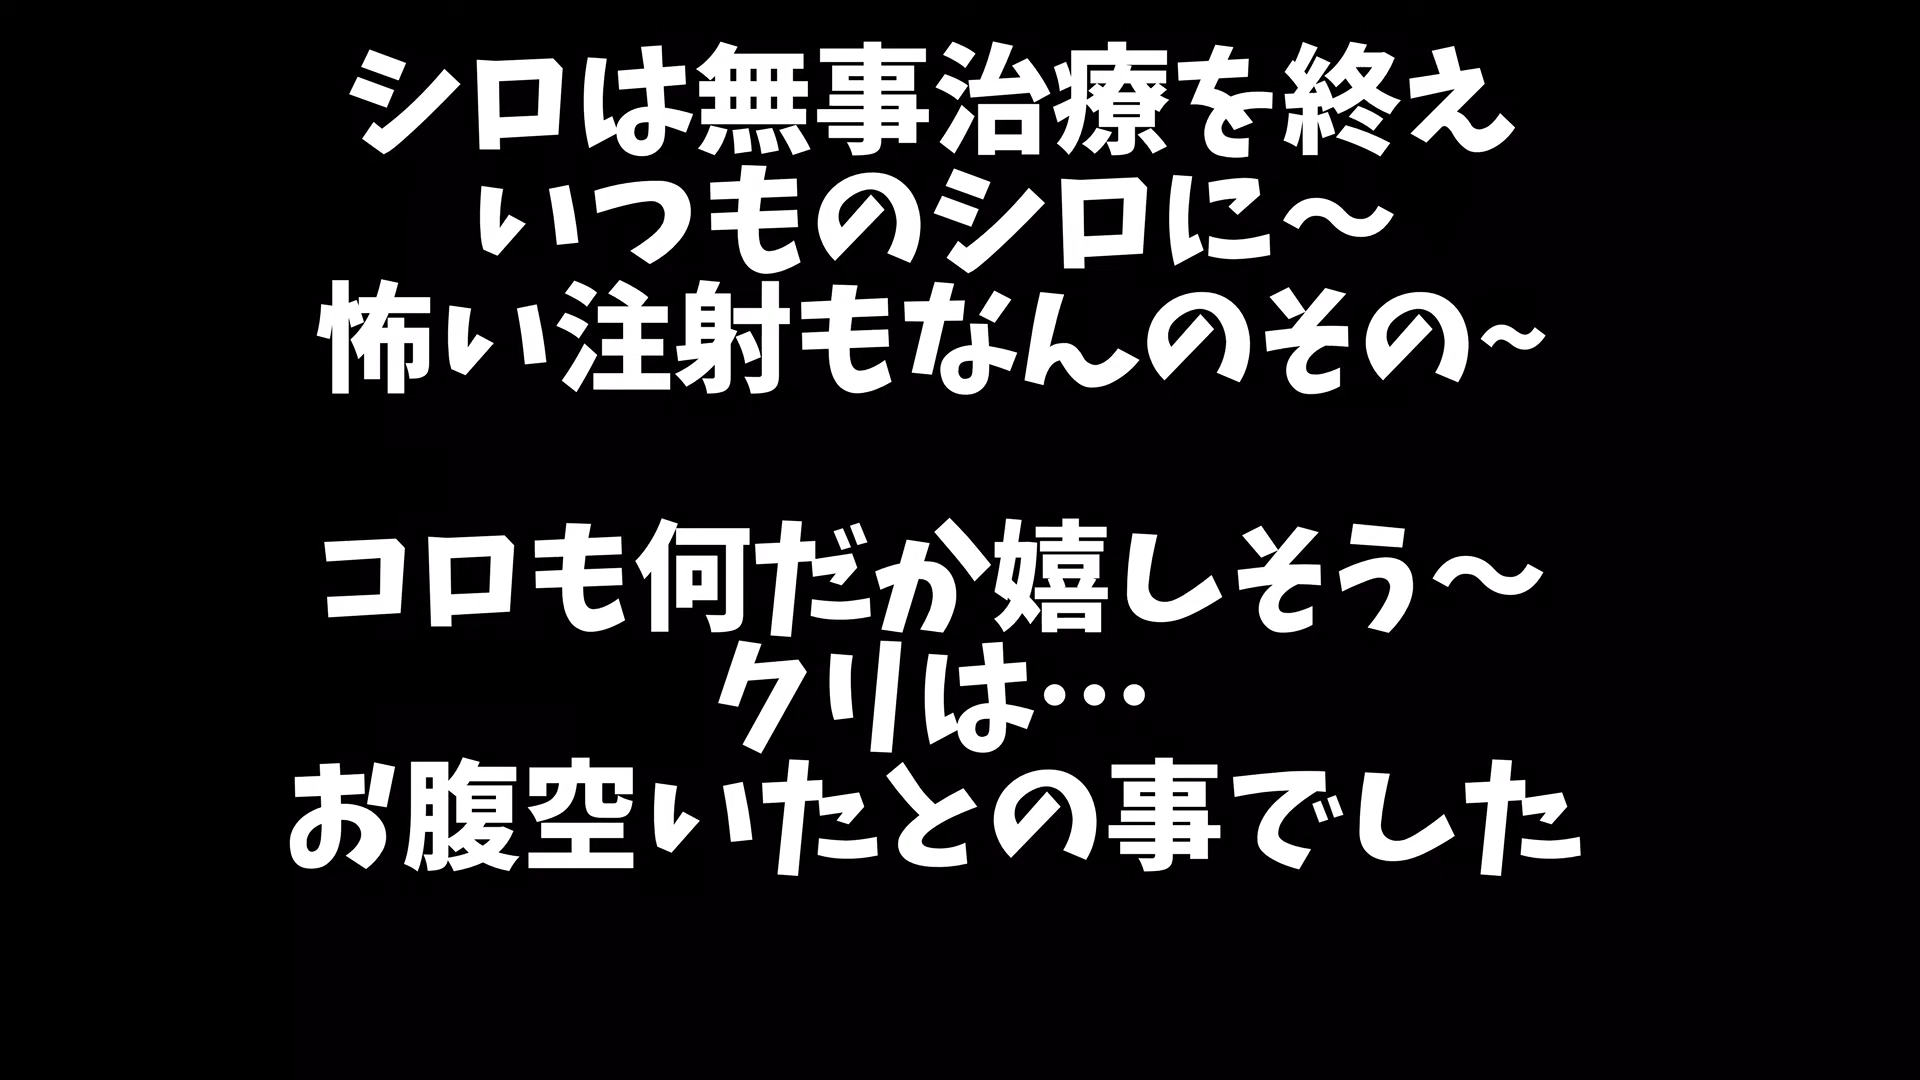 シロは無事治療を終え
いつものシロに～
怖い注射もなんのその~
コロも何だか嬉しそう～
クリは…
お腹空いたとの事でした